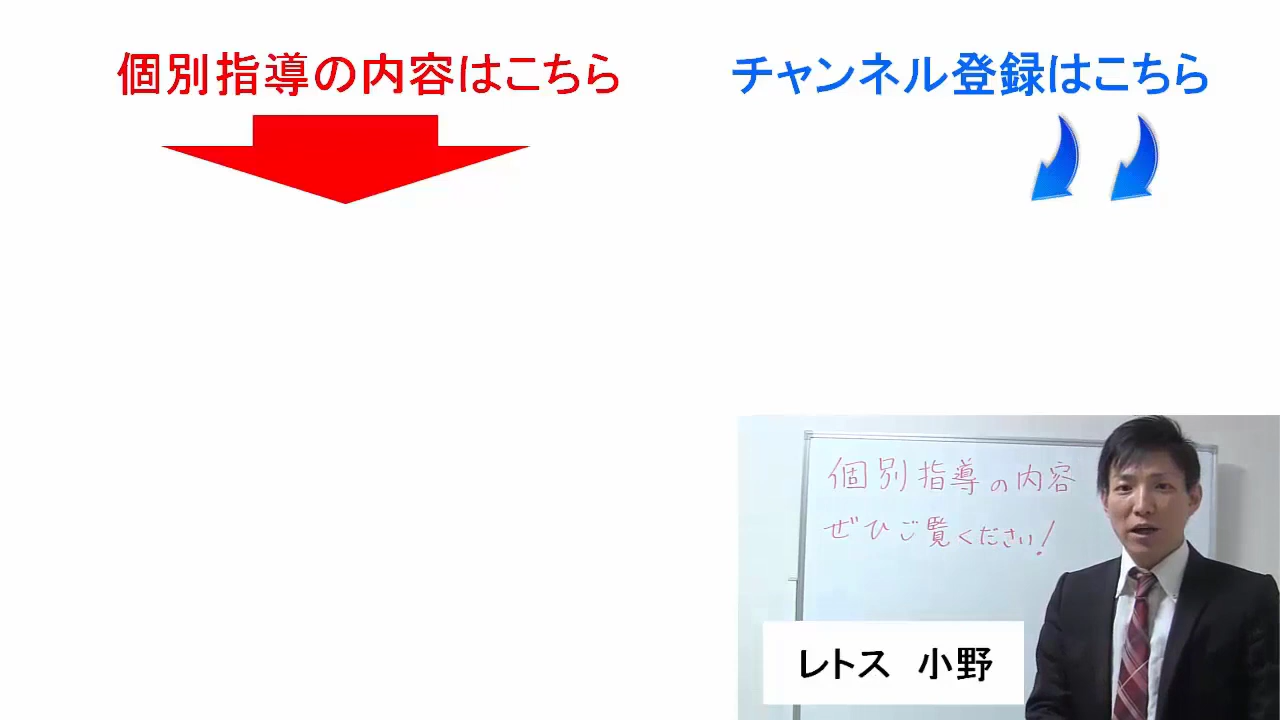 個別指導の内容はこちら
チャンネル登録はこちら
個別指導の内容
ぜひご覧ください!
レトス 小野